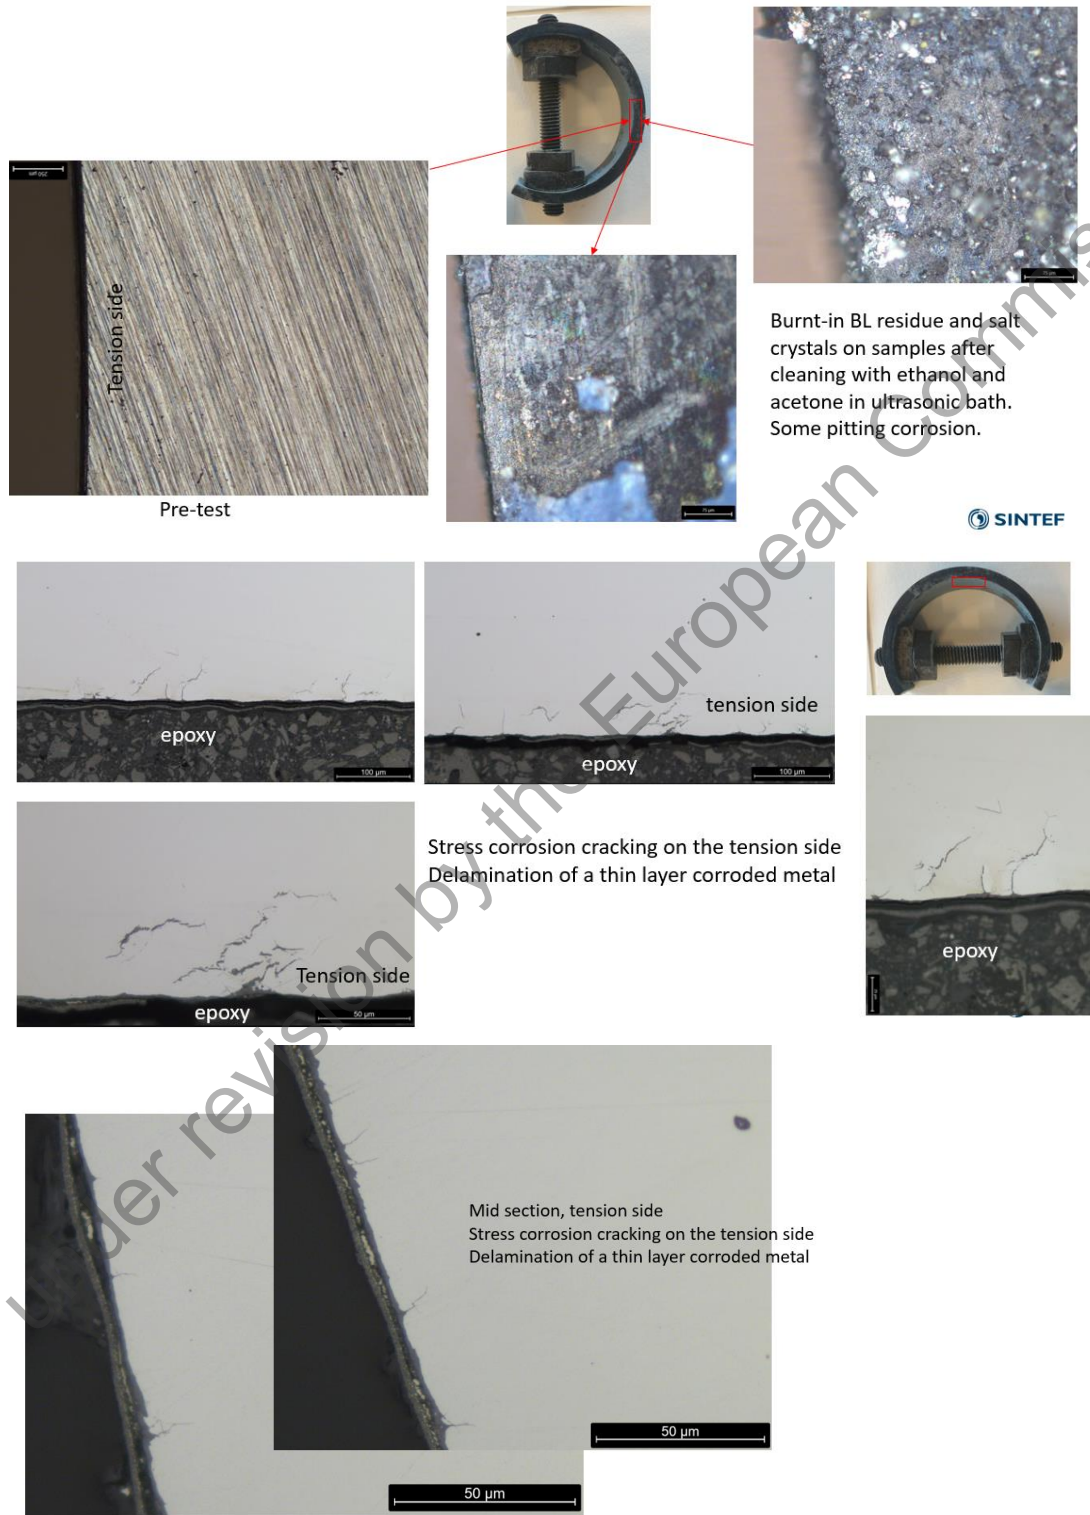 250 µm
Tension side
Pre-test
Burnt-in BL residue and salt
crystals on samples after
cleaning with ethanol and
acetone in ultrasonic bath.
Some pitting corrosion.
SINTEF
epoxy
100 µm
tension side
epoxy
100 µm
Stress corrosion cracking on the tension side
Delamination of a thin layer corroded metal
Tension side
epoxy
50 µm
epoxy
Mid section, tension side
Stress corrosion cracking on the tension side
Delamination of a thin layer corroded metal
50 µm
50 µm
under revision by the European Commis